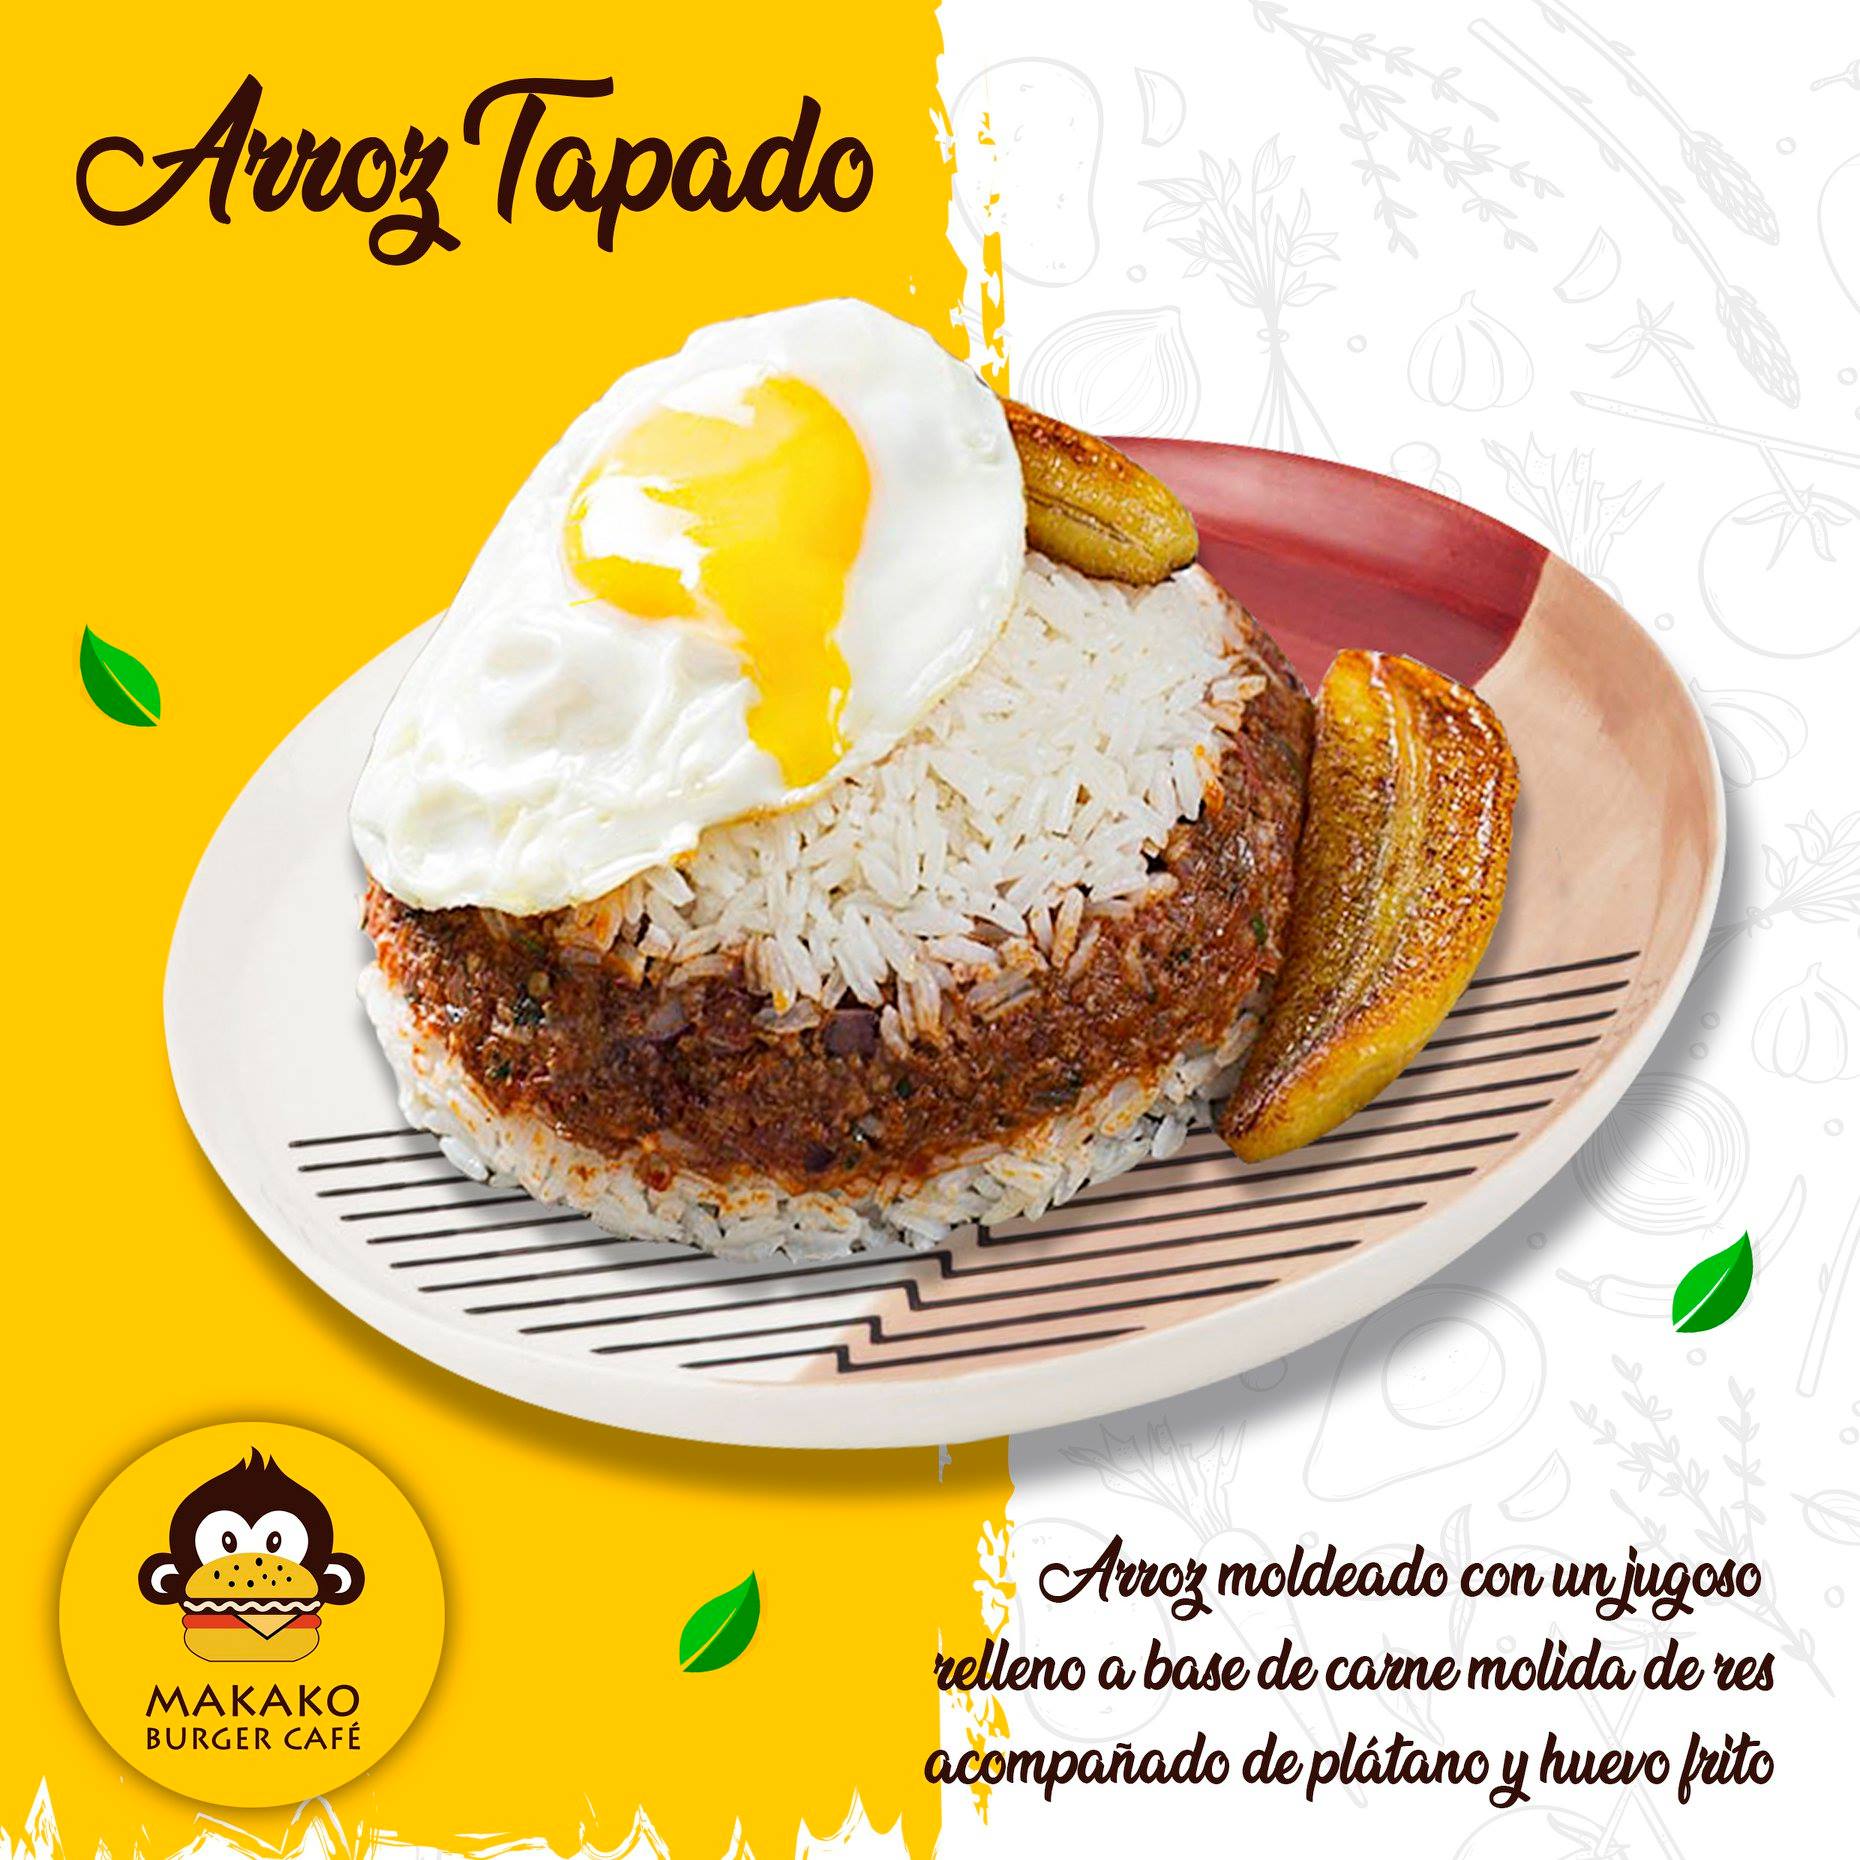 Arroz Tapado
MAKAKO
BURGER CAFÉ
Arroz moldeado con un jugoso
relleno a base de carne molida de res
acompañado de plátano y huevo frito